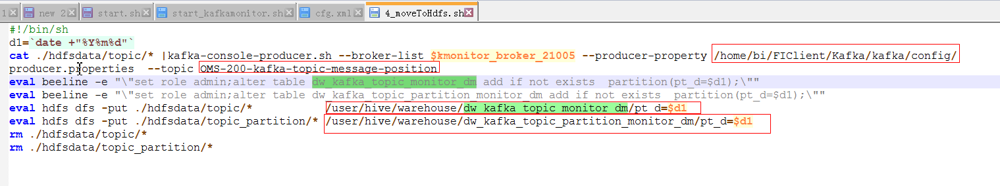 1 new 2 start.sh start_kafkamonitor.sh cfg.xml 4_moveToHdfs.sh
#!/bin/sh
d1=`date +"%Y%m%d"`
cat ./hdfsdata/topic/* |kafka-console-producer.sh --broker-list $kmonitor_broker_21005 --producer-property /home/bi/FIClient/Kafka/kafka/config/
producer.properties --topic OMS-200-kafka-topic-message-position
eval beeline -e "\"set role admin;alter table dw_kafka_topic_monitor_dm add if not exists partition(pt_d=$d1);\""
eval beeline -e "\"set role admin;alter table dw_kafka_topic_partition_monitor_dm add if not exists partition(pt_d=$d1);\""
eval hdfs dfs -put ./hdfsdata/topic/* /user/hive/warehouse/dw_kafka_topic_monitor_dm/pt_d=$d1
eval hdfs dfs -put ./hdfsdata/topic_partition/* /user/hive/warehouse/dw_kafka_topic_partition_monitor_dm/pt_d=$d1
rm ./hdfsdata/topic/*
rm ./hdfsdata/topic_partition/*